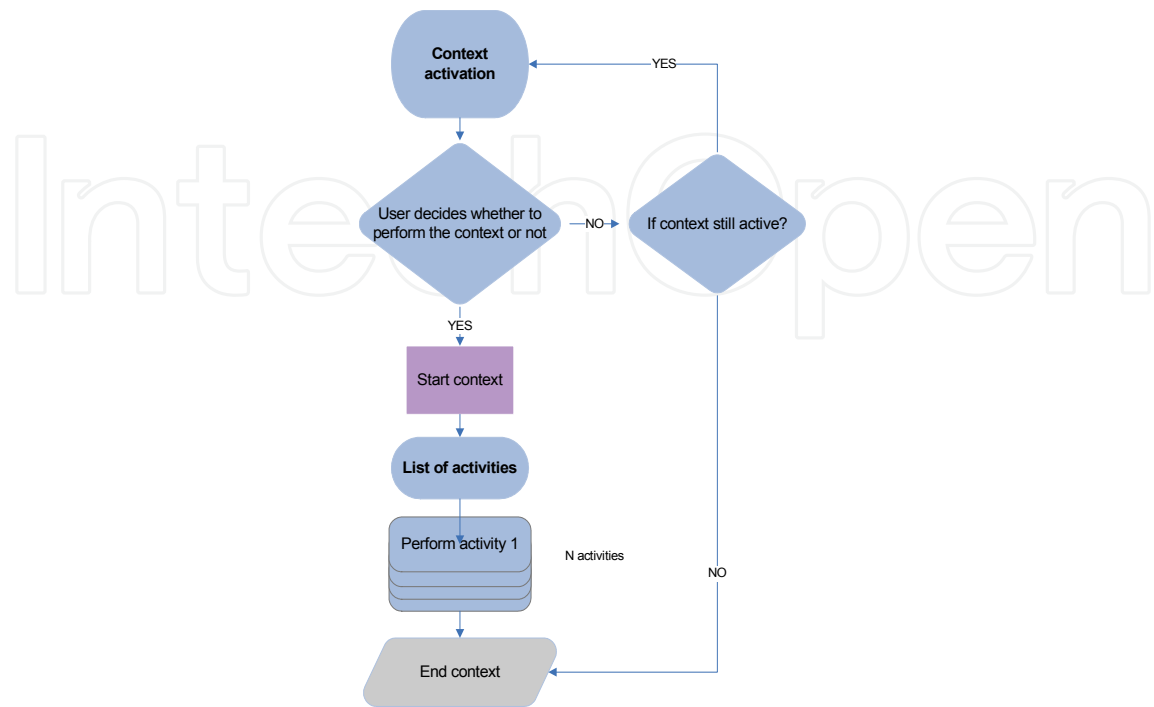 Context
activation
YES
IntechOpen
User decides whether to
perform the context or not
NO
If context still active?
YES
Start context
List of activities
Perform activity 1
N activities
NO
End context